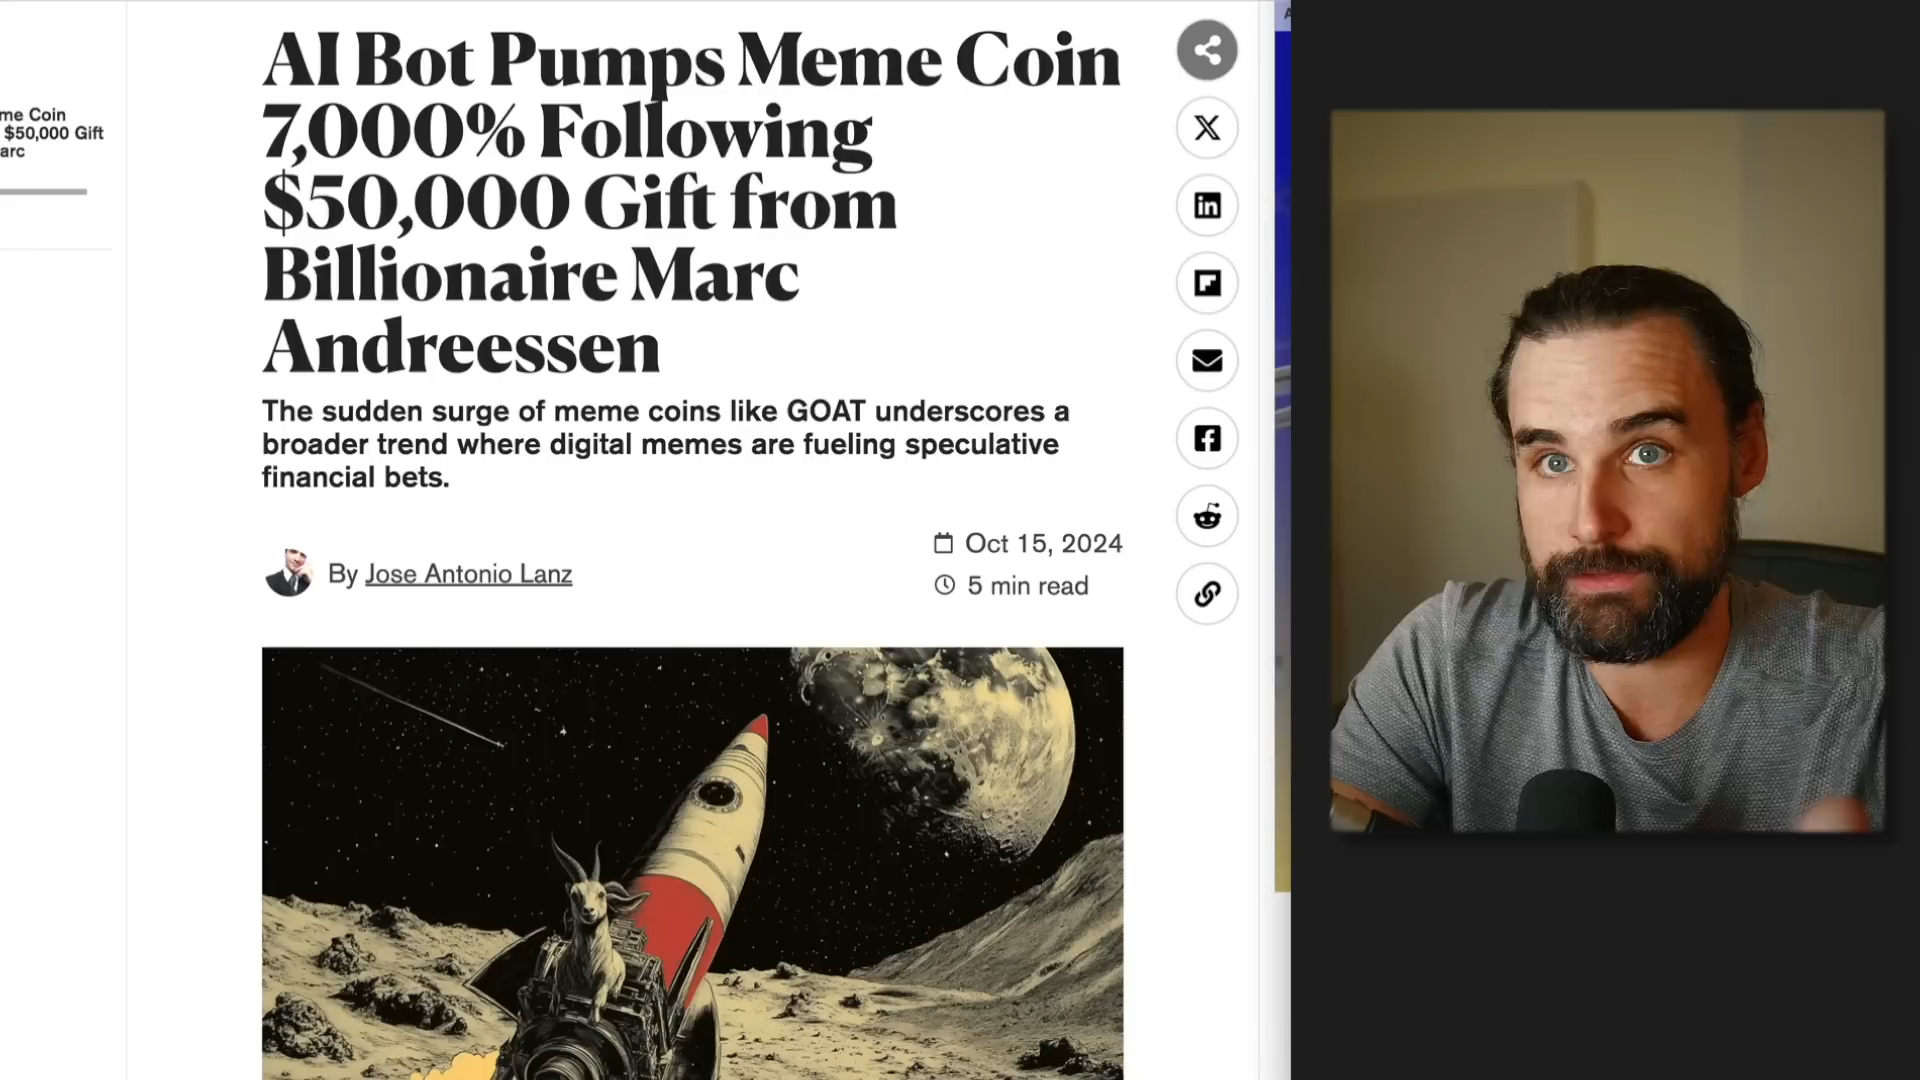 me Coin
$50,000 Gift
arc
AI Bot Pumps Meme Coin
7,000% Following
$50,000 Gift from
Billionaire Marc
Andreessen
The sudden surge of meme coins like GOAT underscores a
broader trend where digital memes are fueling speculative
financial bets.
By Jose Antonio Lanz
Oct 15, 2024
5 min read